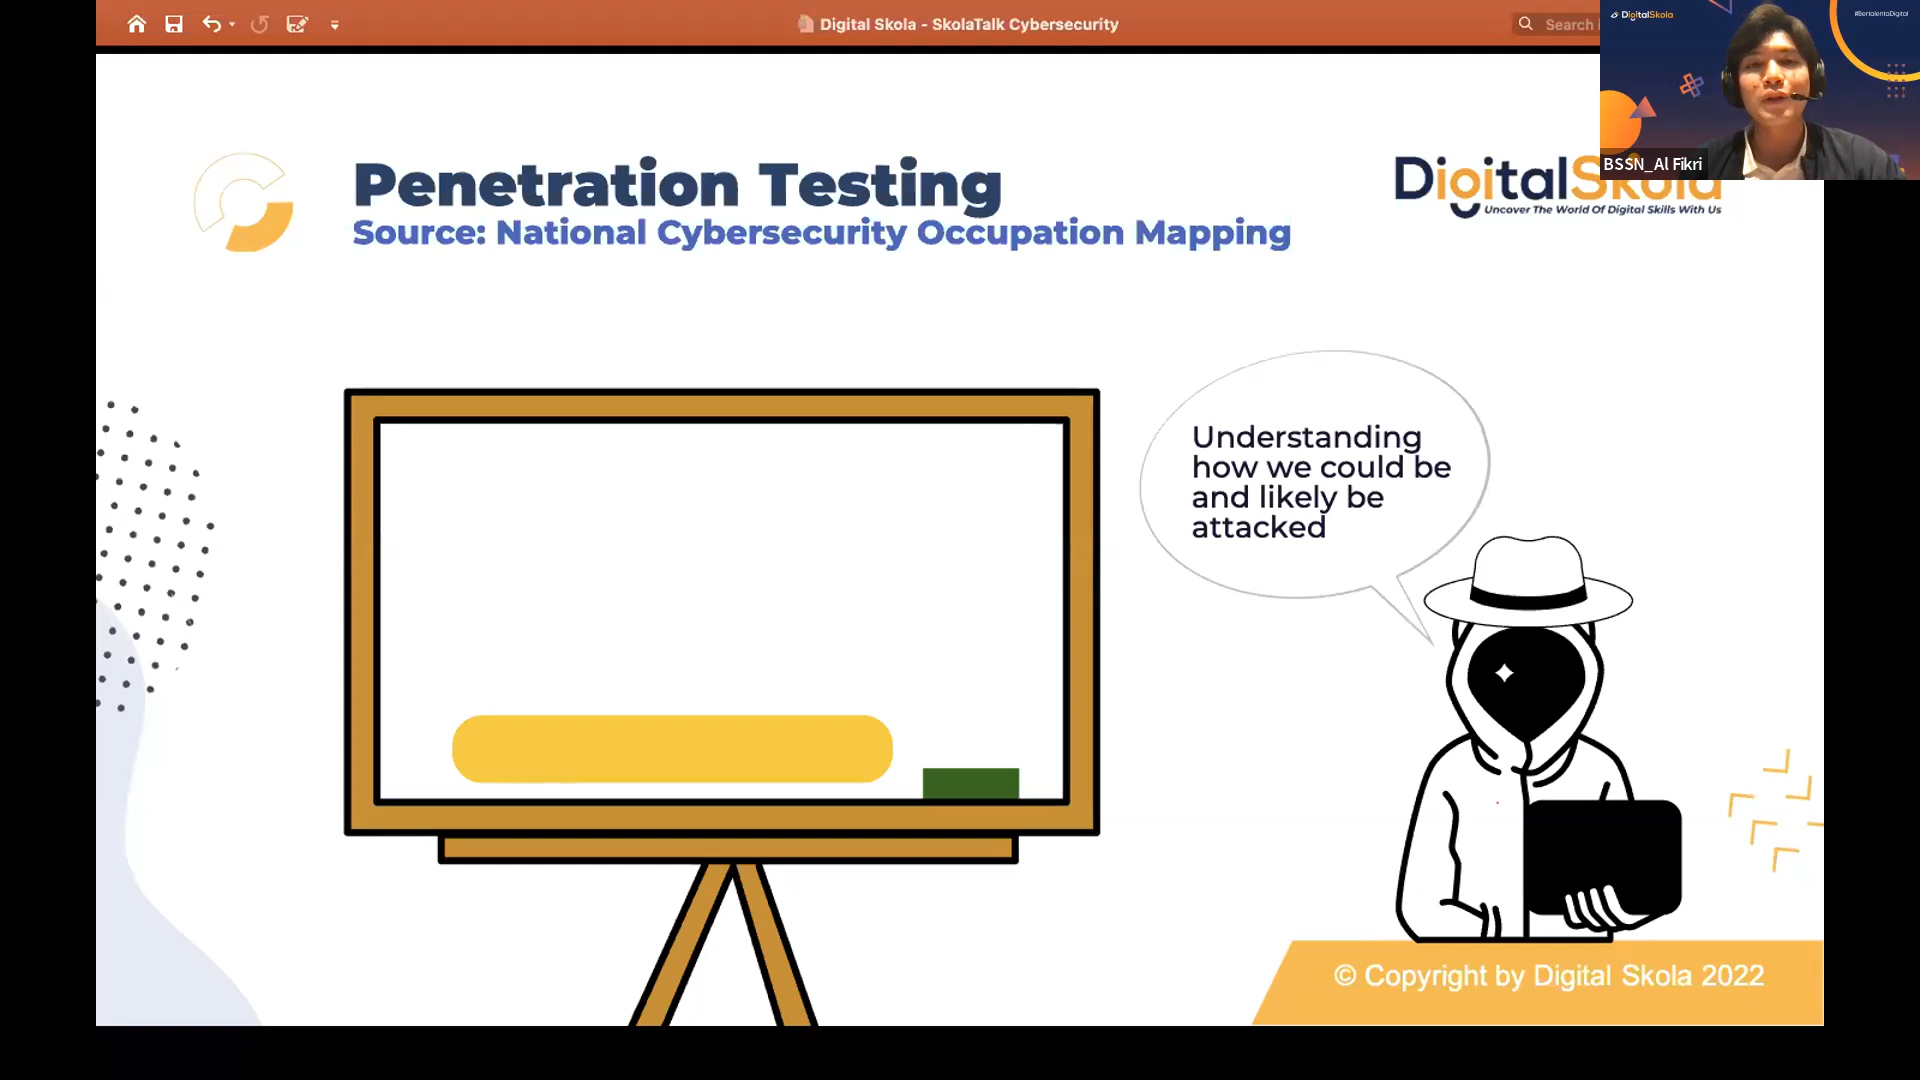 Digital Skola - SkolaTalk Cybersecurity
Search
DigitalSkola
#BertalentaDigital
BSSN_Al Fikri
Penetration Testing
Source: National Cybersecurity Occupation Mapping
DigitalSkola
Uncover The World Of Digital Skills With Us
Understanding
how we could be
and likely be
attacked
© Copyright by Digital Skola 2022